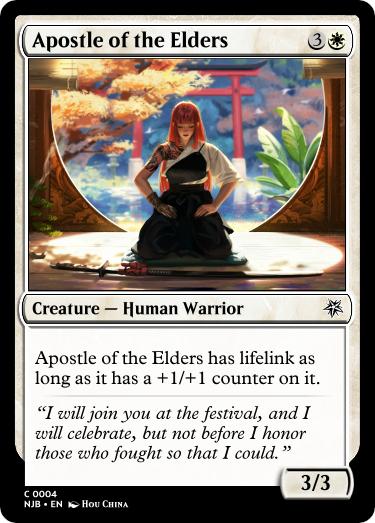 Apostle of the Elders 3
Creature — Human Warrior
Apostle of the Elders has lifelink as
long as it has a +1/+1 counter on it.
“I will join you at the festival, and I
will celebrate, but not before I honor
those who fought so that I could.”
3/3
C 0004
NJB • EN Hou China